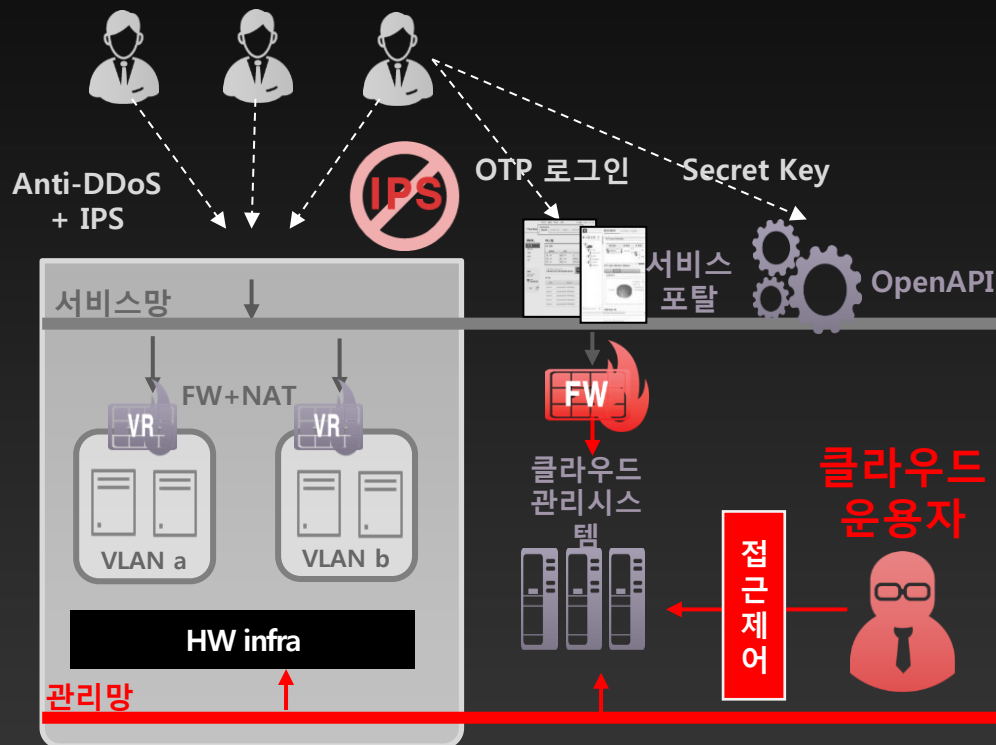 Anti-DDoS
+ IPS
IPS
OTP 로그인
Secret Key
서비스
포탈
OpenAPI
서비스망
FW+NAT
VR
VR
FW
VLAN a
VLAN b
클라우드
관리시스
템
클라우드
운용자
접
근
제
어
HW infra
관리망